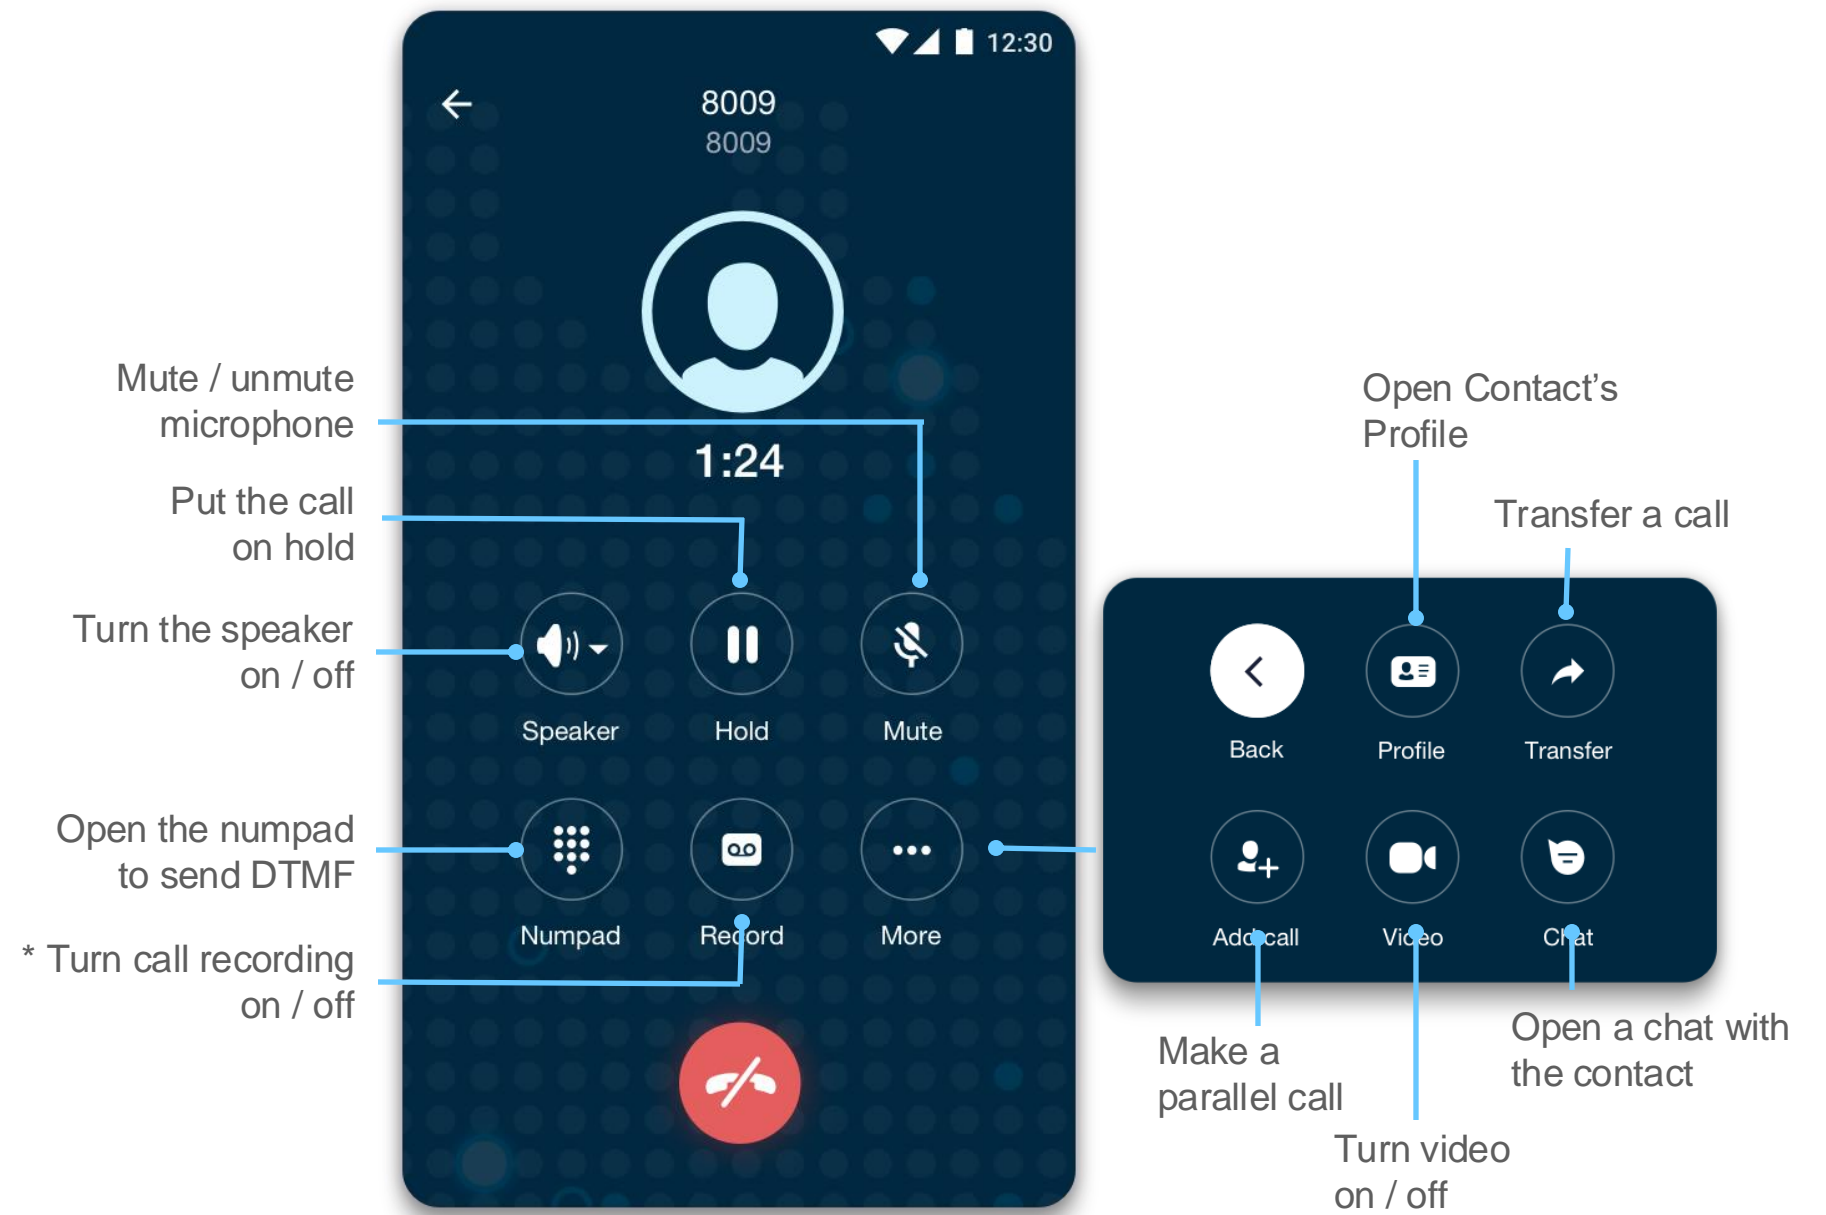 12:30
8009
8009
1:24
Mute / unmute
microphone
Put the call
on hold
Turn the speaker
on / off
Open the numpad
to send DTMF
* Turn call recording
on / off
Speaker
Hold
Mute
Numpad
Record
More
Open Contact’s
Profile
Transfer a call
Back
Profile
Transfer
Add call
Video
Chat
Make a
parallel call
Turn video
on / off
Open a chat with
the contact